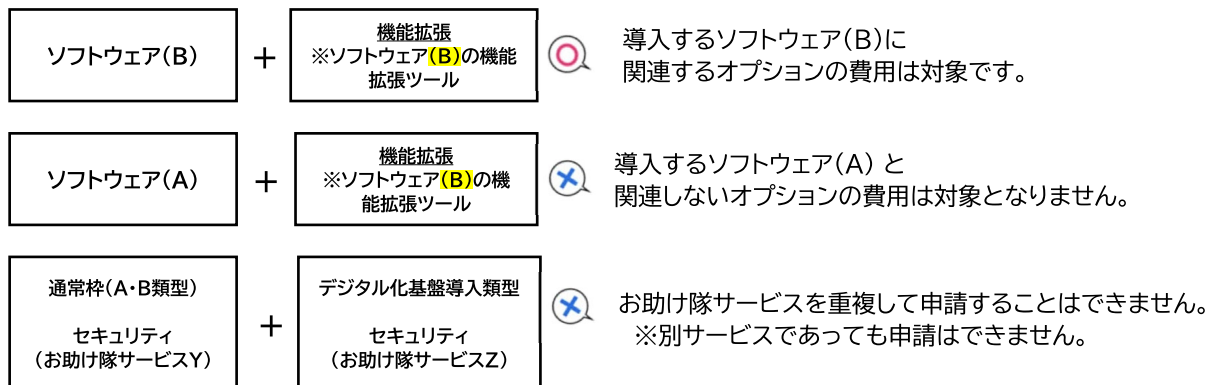 ソフトウェア(B)
+
機能拡張
※ソフトウェア(B)の機能
拡張ツール
導入するソフトウェア(B)に
関連するオプションの費用は対象です。
ソフトウェア(A)
+
機能拡張
※ソフトウェア(B)の機
能拡張ツール
導入するソフトウェア(A) と
関連しないオプションの費用は対象となりません。
通常枠(A・B類型)
セキュリティ
(お助け隊サービスY)
+
デジタル化基盤導入類型
セキュリティ
(お助け隊サービスZ)
お助け隊サービスを重複して申請することはできません。
※別サービスであっても申請はできません。